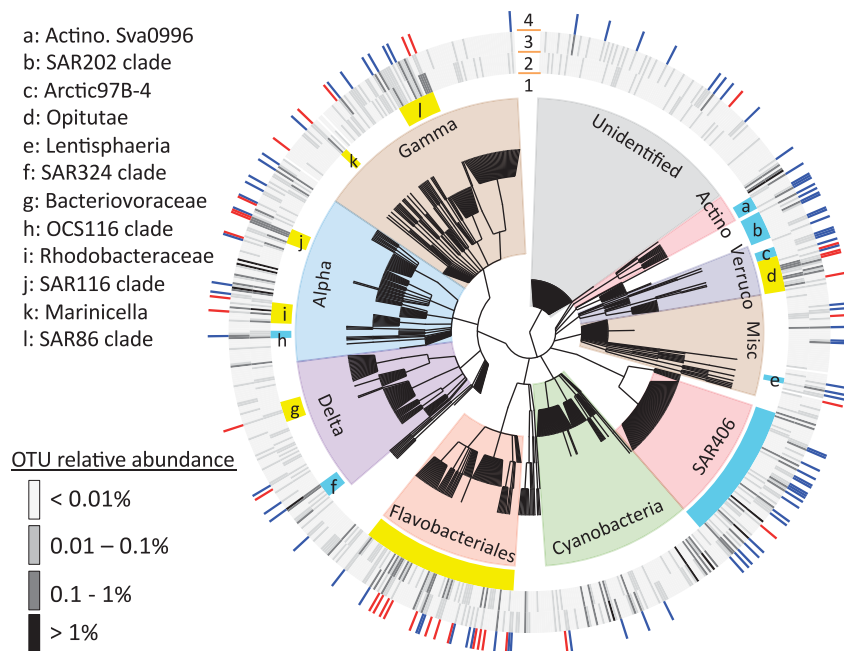 a: Actino. Sva0996
b: SAR202 clade
c: Arctic97B-4
d: Opitutae
e: Lentisphaeria
f: SAR324 clade
g: Bacteriovoraceae
h: OCS116 clade
i: Rhodobacteraceae
j: SAR116 clade
k: Marinicella
l: SAR86 clade
OTU relative abundance
< 0.01%
0.01 – 0.1%
0.1 - 1%
> 1%
4
3
2
1
Unidentified
Actino
Verruco
Misc
SAR406
Cyanobacteria
Flavobacteriales
Delta
Alpha
Gamma
a
b
c
d
e
f
g
h
i
j
k
l